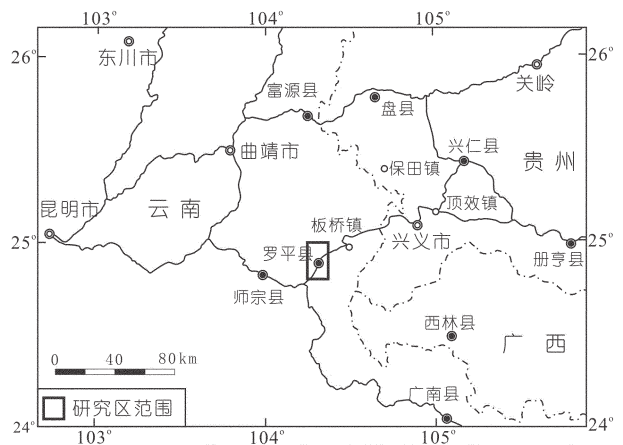 103°
104°
105°
26°
26°
东川市
关岭
富源县
盘县
兴仁县
曲靖市
保田镇
贵州
昆明市
云南
顶效镇
板桥镇
25°
25°
罗平县
兴义市
册亨县
师宗县
西林县
广西
0 40 80km
广南县
研究区范围
24°
24°
103°
104°
105°